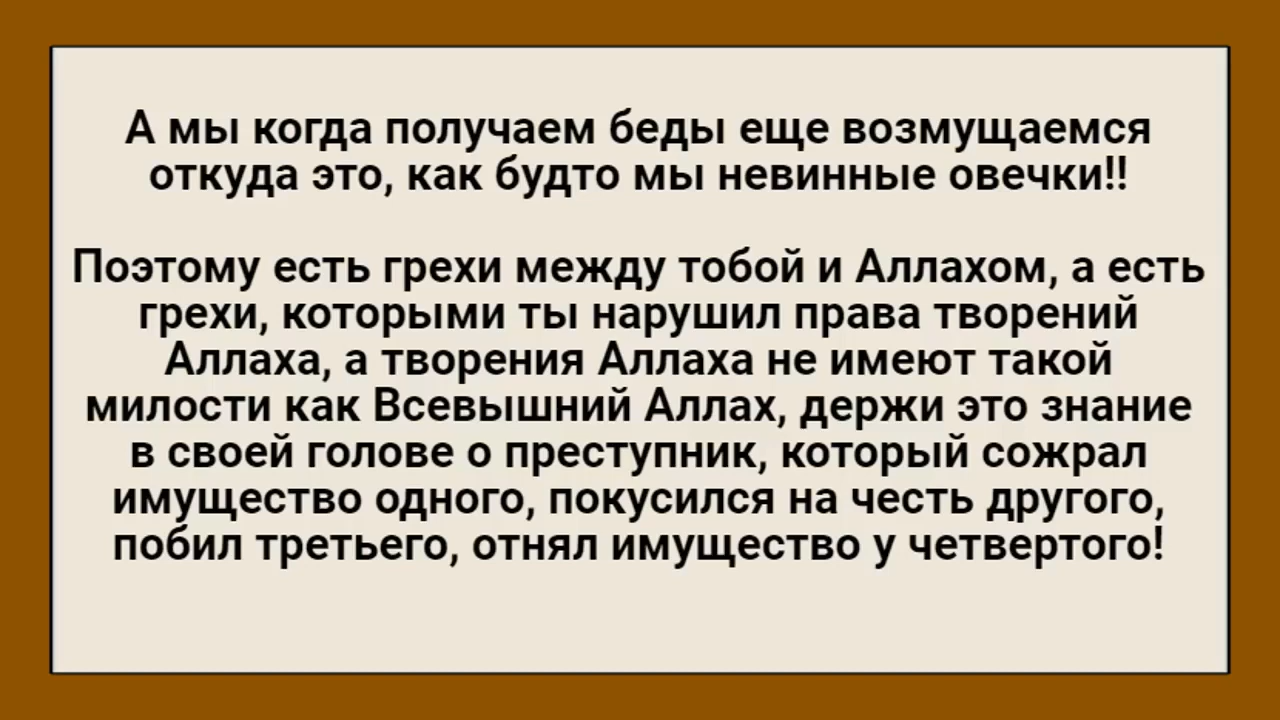 А мы когда получаем беды еще возмущаемся
откуда это, как будто мы невинные овечки!!
Поэтому есть грехи между тобой и Аллахом, а есть
грехи, которыми ты нарушил права творений
Аллаха, а творения Аллаха не имеют такой
милости как Всевышний Аллах, держи это знание
в своей голове о преступник, который сожрал
имущество одного, покусился на честь другого,
побил третьего, отнял имущество у четвертого!